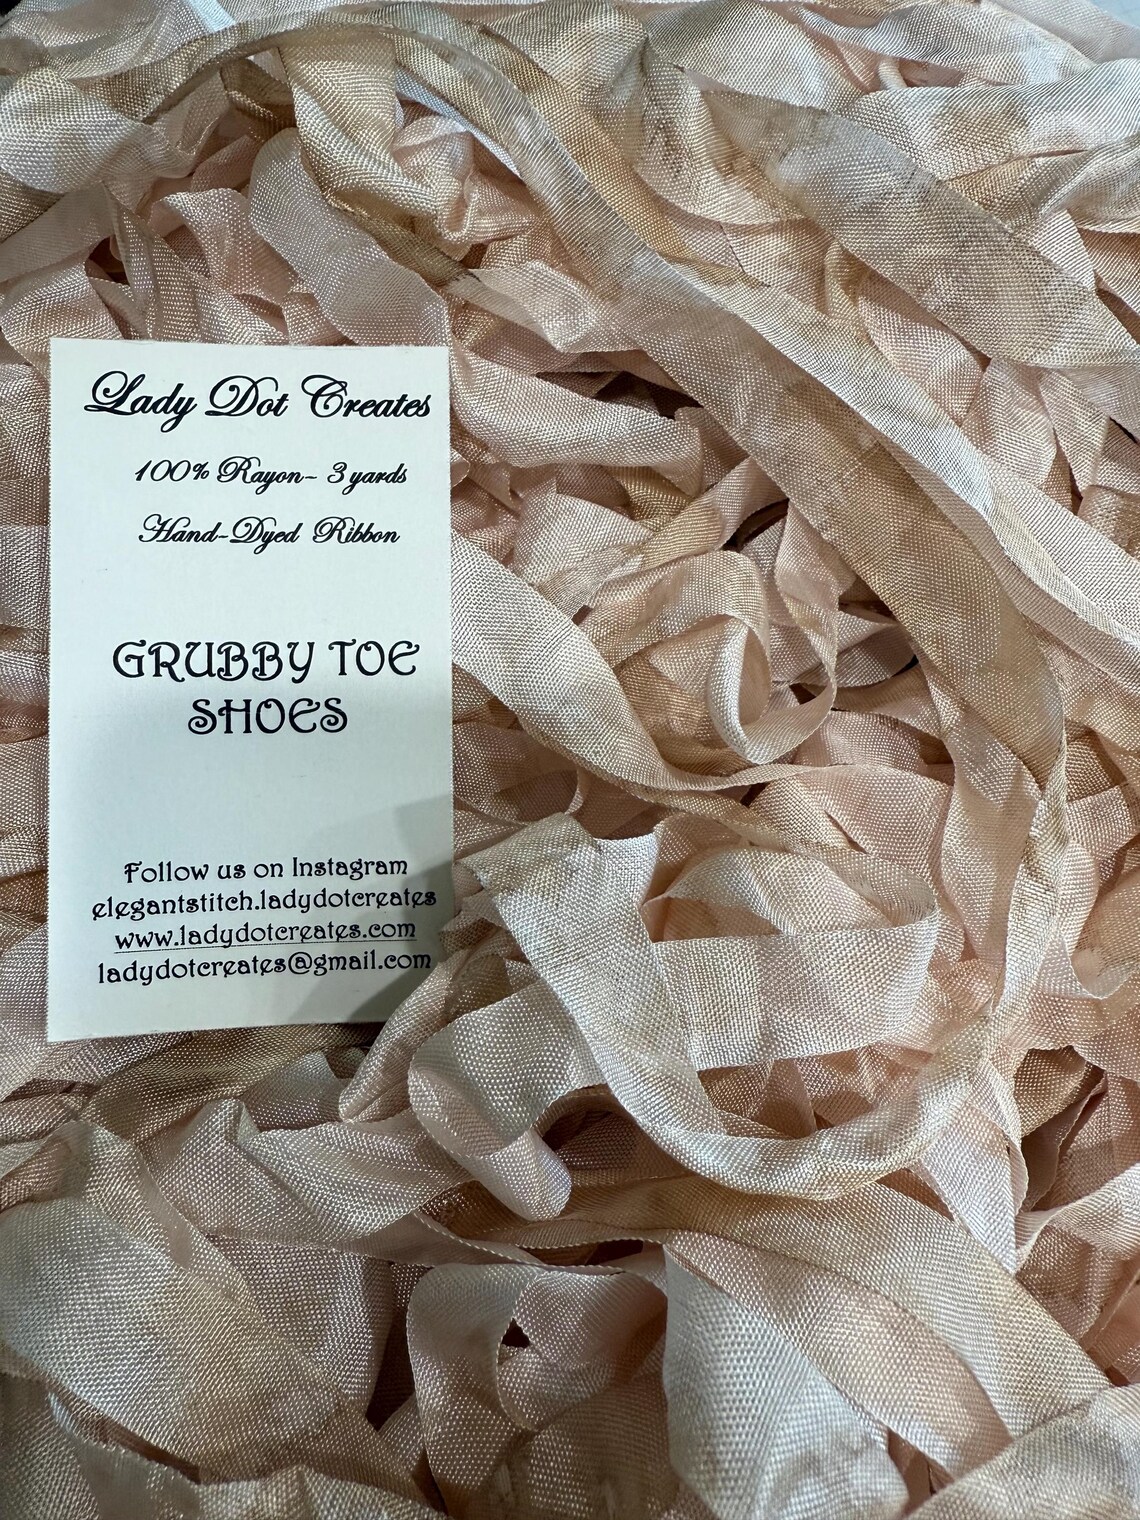 Lady Dot Creates
100% Rayon- 3 yards
Hand-Dyed Ribbon
GRUBBY TOE
SHOES
Follow us on Instagram
elegantstitch.ladydotcreates
www.ladydotcreates.com
ladydotcreates@gmail.com